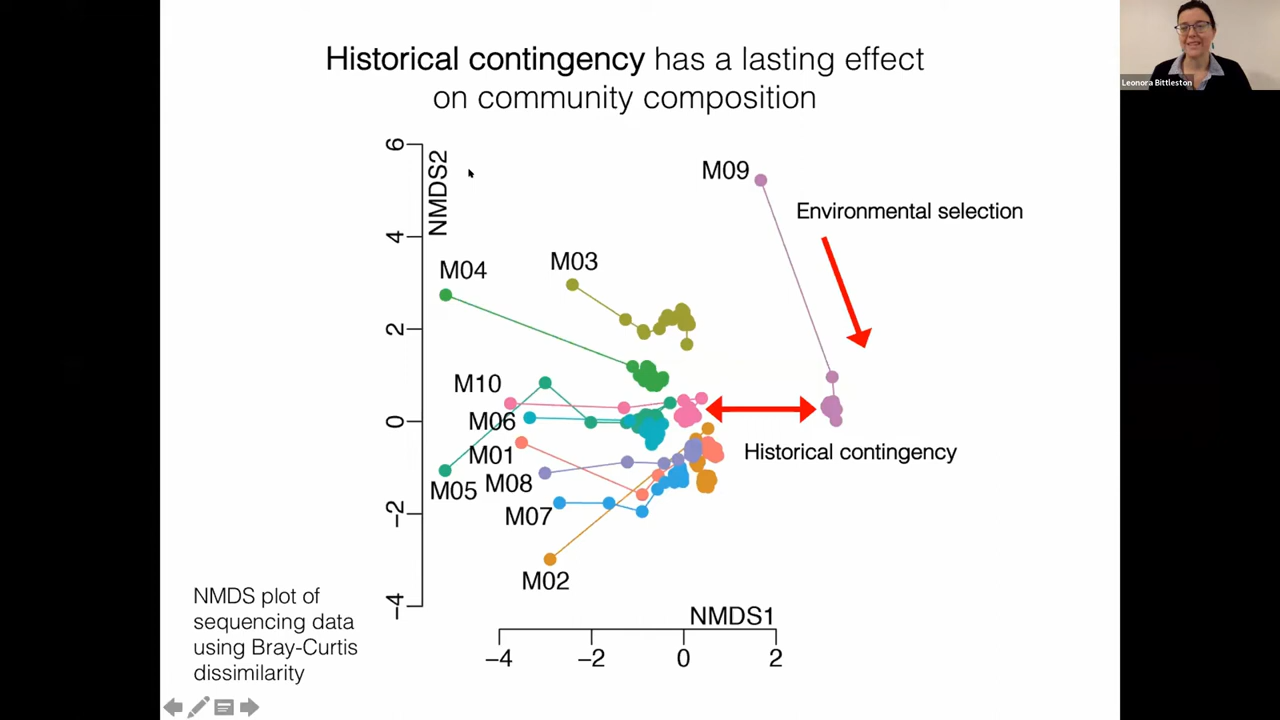 Historical contingency has a lasting effect
on community composition
Leonora Bittleston
6
4
2
0
−2
−4
NMDS2
M09
Environmental selection
M04
M03
M10
M06
M01
M05
M08
M07
M02
Historical contingency
NMDS plot of
sequencing data
using Bray-Curtis
dissimilarity
NMDS1
−4
−2
0
2